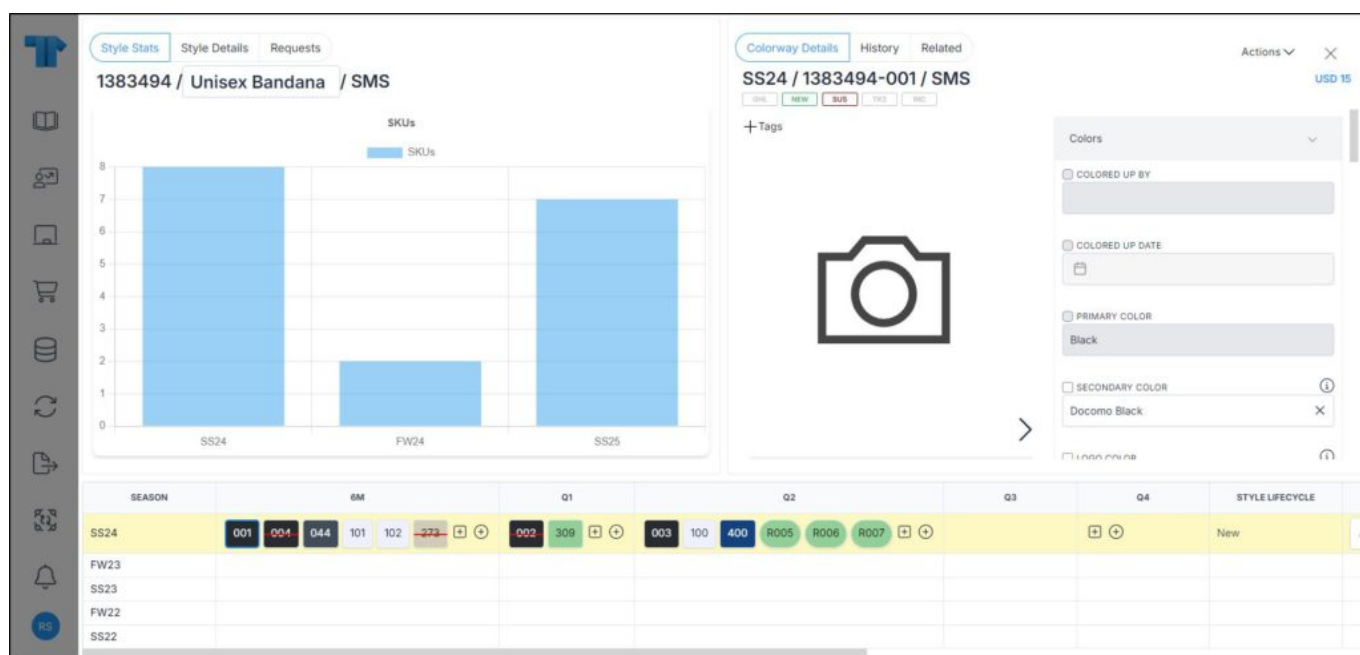 Style Stats Style Details Requests
1383494 / Unisex Bandana / SMS
SKUs
SKUs
8
7
6
5
4
3
2
1
0
SS24 FW24 SS25
Colorway Details History Related
Actions
SS24 / 1383494-001 / SMS
USD 15
NEW SUS
+Tags
Colors
COLORED UP BY
COLORED UP DATE
PRIMARY COLOR
Black
SECONDARY COLOR
Docomo Black
LOGO COLOR
SEASON 6M Q1 Q2 Q3 Q4 STYLE LIFECYCLE
SS24 001 004 044 101 102 273 002 309 003 100 400 R005 R006 R007 New
FW23
SS23
FW22
SS22
RS